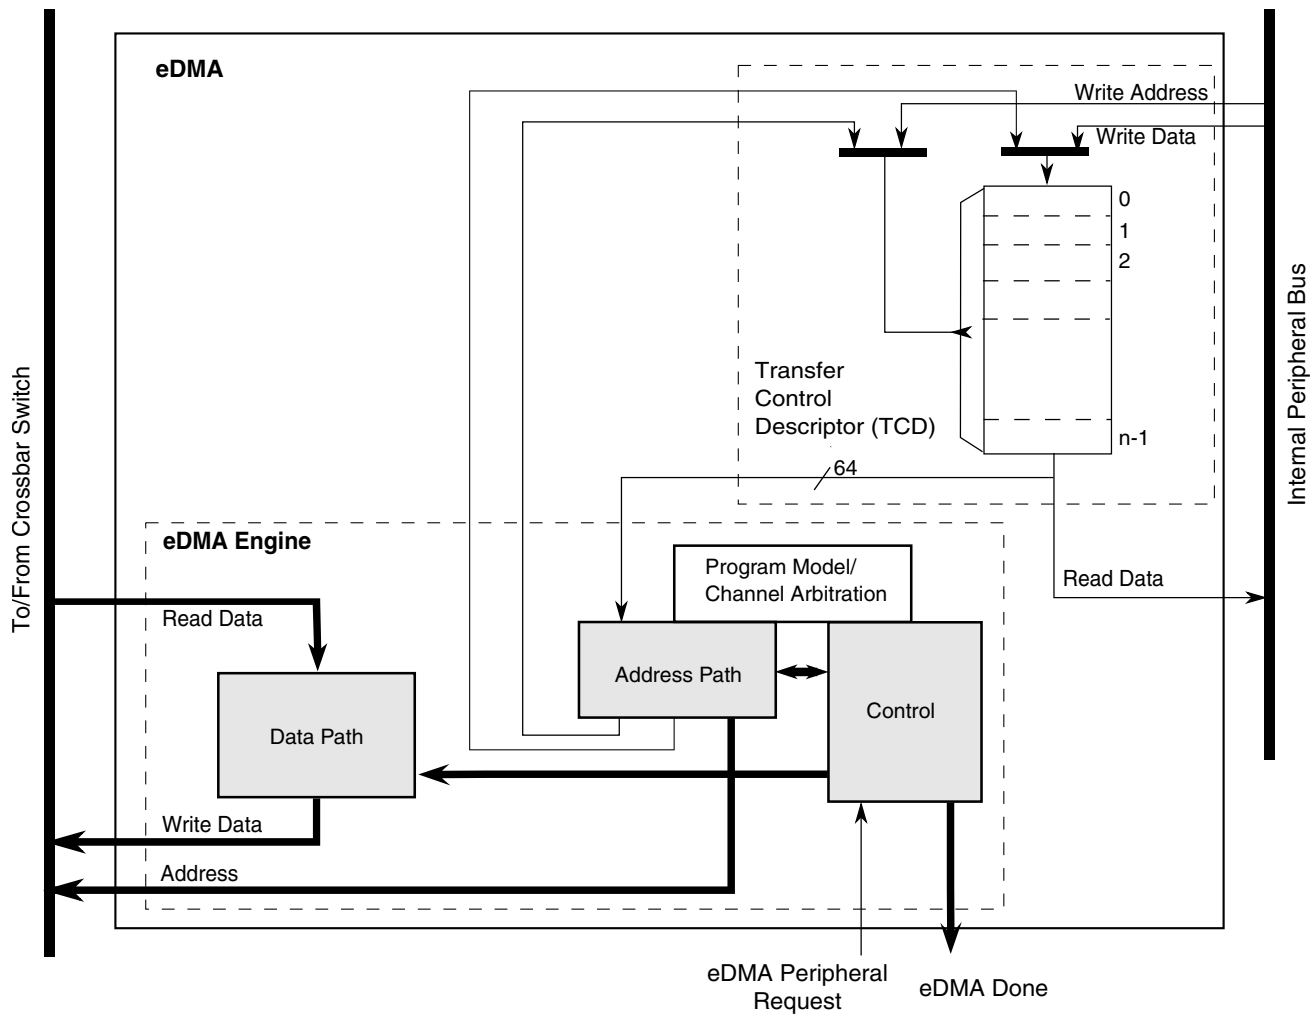 eDMA
Write Address
Write Data
0
1
2
n-1
Transfer
Control
Descriptor (TCD)
64
To/From Crossbar Switch
Internal Peripheral Bus
eDMA Engine
Program Model/
Channel Arbitration
Read Data
Read Data
Address Path
Control
Data Path
Write Data
Address
eDMA Peripheral
Request
eDMA Done